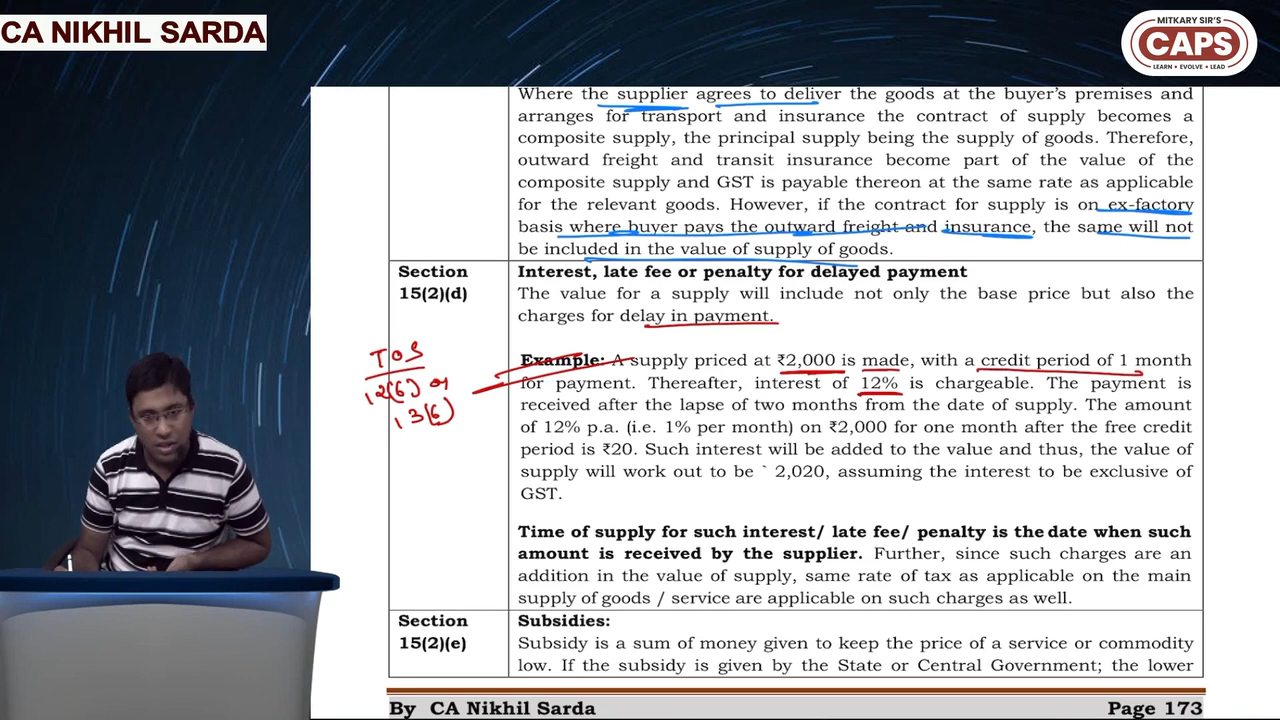 CA NIKHIL SARDA
MITKARY SIR'S
CAPS
LEARN • EVOLVE • LEAD
Where the supplier agrees to deliver the goods at the buyer's premises and
arranges for transport and insurance the contract of supply becomes a
composite supply, the principal supply being the supply of goods. Therefore,
outward freight and transit insurance become part of the value of the
composite supply and GST is payable thereon at the same rate as applicable
for the relevant goods. However, if the contract for supply is on ex-factory
basis where buyer pays the outward freight and insurance, the same will not
be included in the value of supply of goods.
Section
15(2)(d)
Interest, late fee or penalty for delayed payment
The value for a supply will include not only the base price but also the
charges for delay in payment.
TOS
12(6) or
13(6)
Example: A supply priced at ₹2,000 is made, with a credit period of 1 month
for payment. Thereafter, interest of 12% is chargeable. The payment is
received after the lapse of two months from the date of supply. The amount
of 12% p.a. (i.e. 1% per month) on ₹2,000 for one month after the free credit
period is ₹20. Such interest will be added to the value and thus, the value of
supply will work out to be ` 2,020, assuming the interest to be exclusive of
GST.
Time of supply for such interest/ late fee/ penalty is the date when such
amount is received by the supplier. Further, since such charges are an
addition in the value of supply, same rate of tax as applicable on the main
supply of goods / service are applicable on such charges as well.
Section
15(2)(e)
Subsidies:
Subsidy is a sum of money given to keep the price of a service or commodity
low. If the subsidy is given by the State or Central Government; the lower
By CA Nikhil Sarda
Page 173